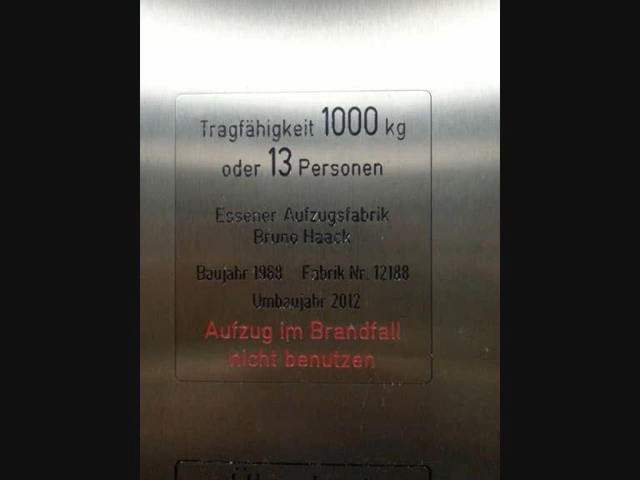 Tragfähigkeit 1000 kg
oder 13 Personen
Essener Aufzugsfabrik
Bruno Haack
Baujahr 1988 Fabrik Nr. 12188
Umbaujahr 2012
Aufzug im Brandfall
nicht benutzen